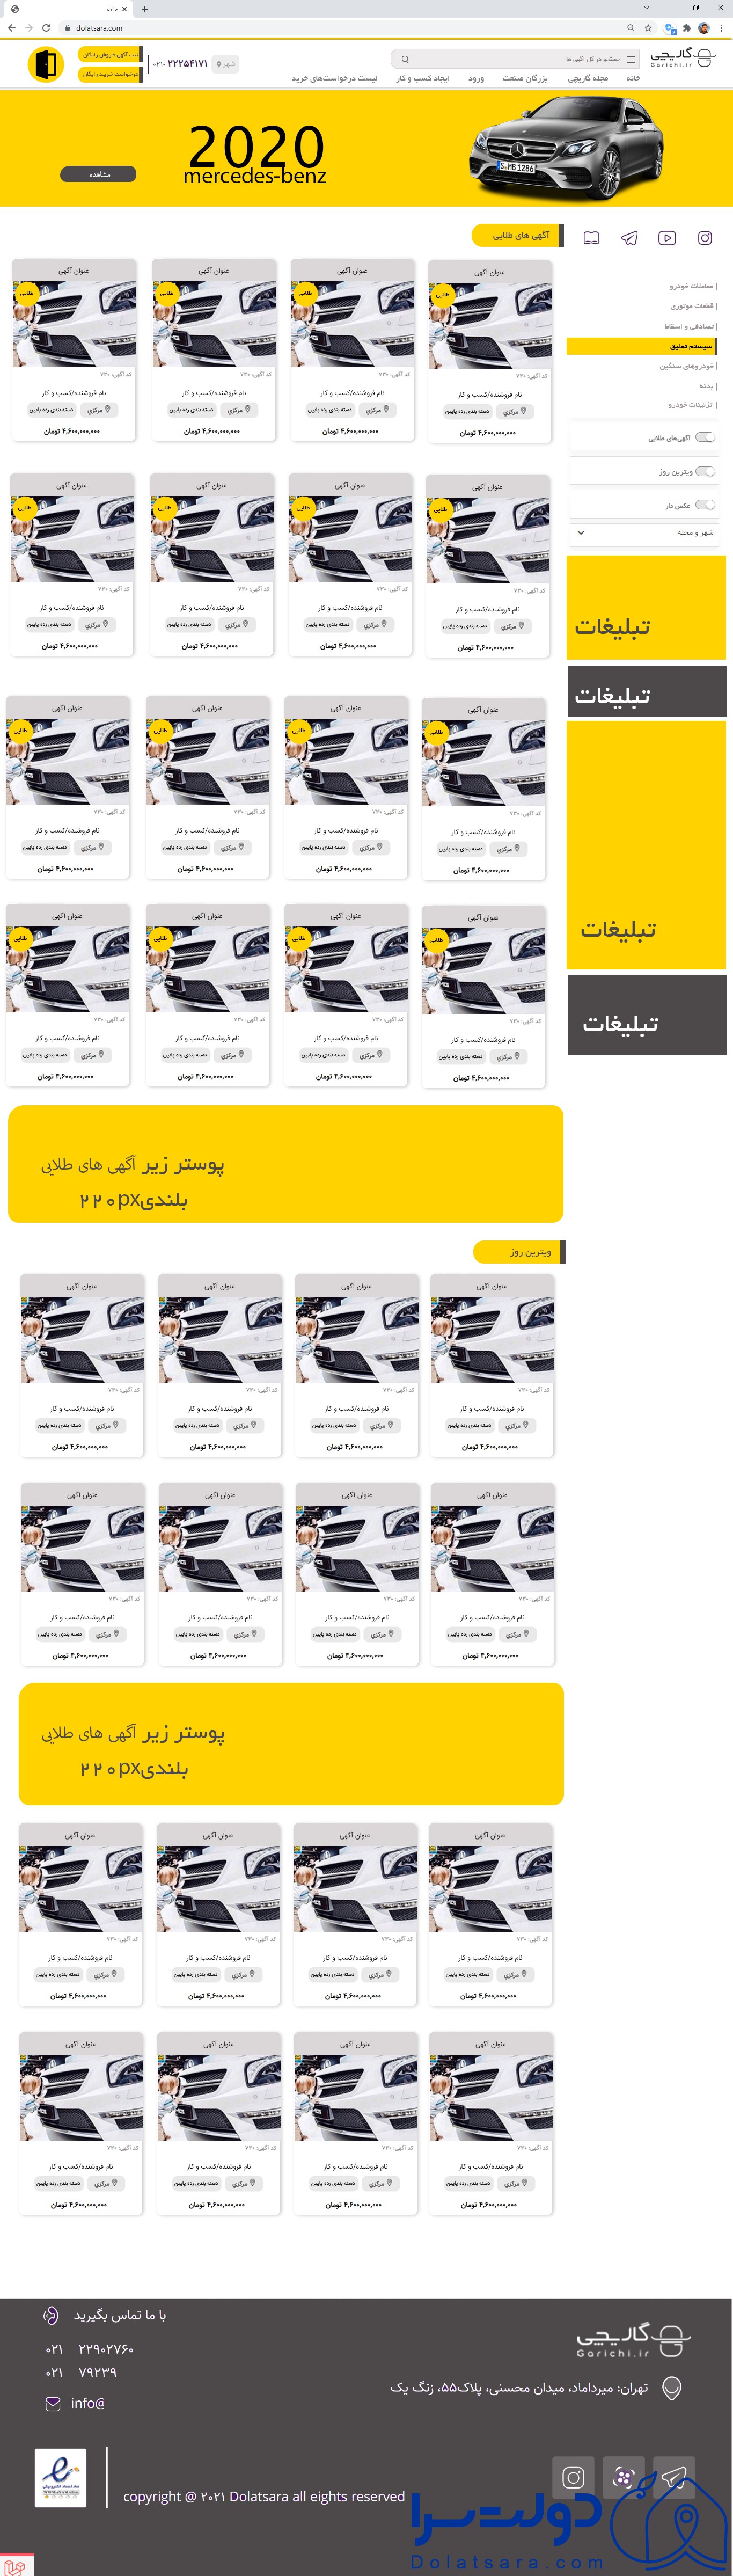 خانه
dolatsara.com
گاریچی
Garichi.ir
جستجو در کل آگهی ها
شهر
۰۲۱- ۲۲۲۵۴۱۷۱
ثبت آگهی فروش رایگان
درخواست خرید رایگان
خانه
مجله گاریچی
بزرگان صنعت
ورود
ایجاد کسب و کار
لیست درخواست‌های خرید
2020
mercedes-benz
S MB 1286
مشاهده
آگهی های طلایی
معاملات خودرو
قطعات موتوری
تصادفی و اسقاط
سیستم تعلیق
خودروهای سنگین
بدنه
تزئینات خودرو
آگهی‌های طلایی
ویترین روز
عکس دار
شهر و محله
تبلیغات
تبلیغات
تبلیغات
تبلیغات
عنوان آگهی
طلایی
کد آگهی: ۷۳۰
نام فروشنده/کسب و کار
مرکزی
دسته بندی رده پایین
۴,۶۰۰,۰۰۰,۰۰۰ تومان
پوستر زیر آگهی های طلایی
بلندی۲۲۰px
ویترین روز
عنوان آگهی
کد آگهی: ۷۳۰
نام فروشنده/کسب و کار
مرکزی
دسته بندی رده پایین
۴,۶۰۰,۰۰۰,۰۰۰ تومان
پوستر زیر آگهی های طلایی
بلندی۲۲۰px
عنوان آگهی
کد آگهی: ۷۳۰
نام فروشنده/کسب و کار
مرکزی
دسته بندی رده پایین
۴,۶۰۰,۰۰۰,۰۰۰ تومان
گاریچی
Garichi.ir
با ما تماس بگیرید
۰۲۱ ۲۲۹۰۲۷۶۰
۰۲۱ ۷۹۲۳۹
info@
تهران: میرداماد، میدان محسنی، پلاک۵۵، زنگ یک
copyright @ ۲۰۲۱ Dolatsara all eights reserved
دولت‌سرا
Dolatsara.com